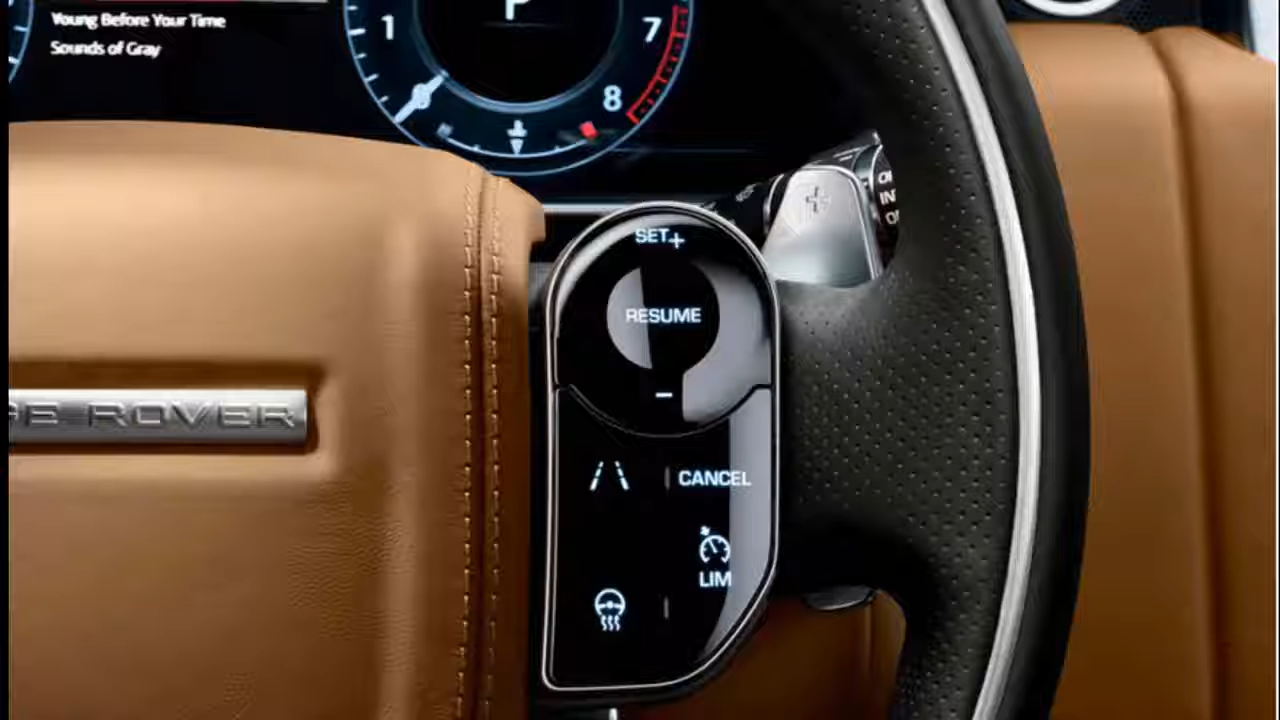 Young Before Your Time
Sounds of Gray
P
1
7
8
SET+
RESUME
–
GE ROVER
CANCEL
LIM